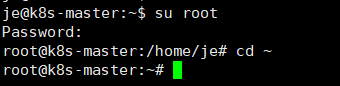 je@k8s-master:~$ su root
Password:
root@k8s-master:/home/je# cd ~
root@k8s-master:~#